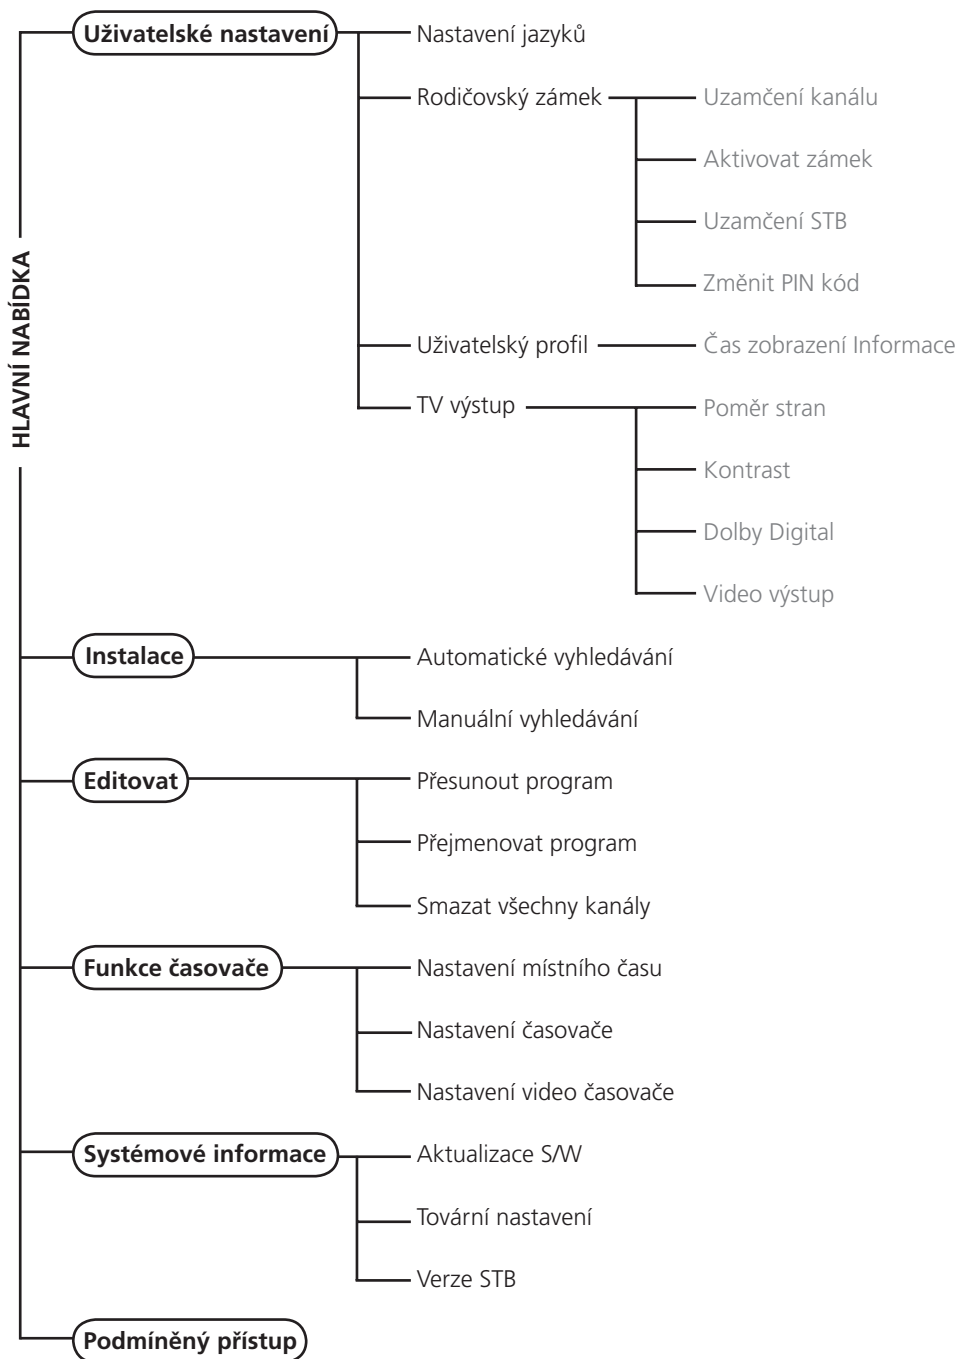 HLAVNÍ NABÍDKA
Uživatelské nastavení
Nastavení jazyků
Rodičovský zámek
Uzamčení kanálu
Aktivovat zámek
Uzamčení STB
Změnit PIN kód
Uživatelský profil
Čas zobrazení Informace
TV výstup
Poměr stran
Kontrast
Dolby Digital
Video výstup
Instalace
Automatické vyhledávání
Manuální vyhledávání
Editovat
Přesunout program
Přejmenovat program
Smazat všechny kanály
Funkce časovače
Nastavení místního času
Nastavení časovače
Nastavení video časovače
Systémové informace
Aktualizace S/W
Tovární nastavení
Verze STB
Podmíněný přístup